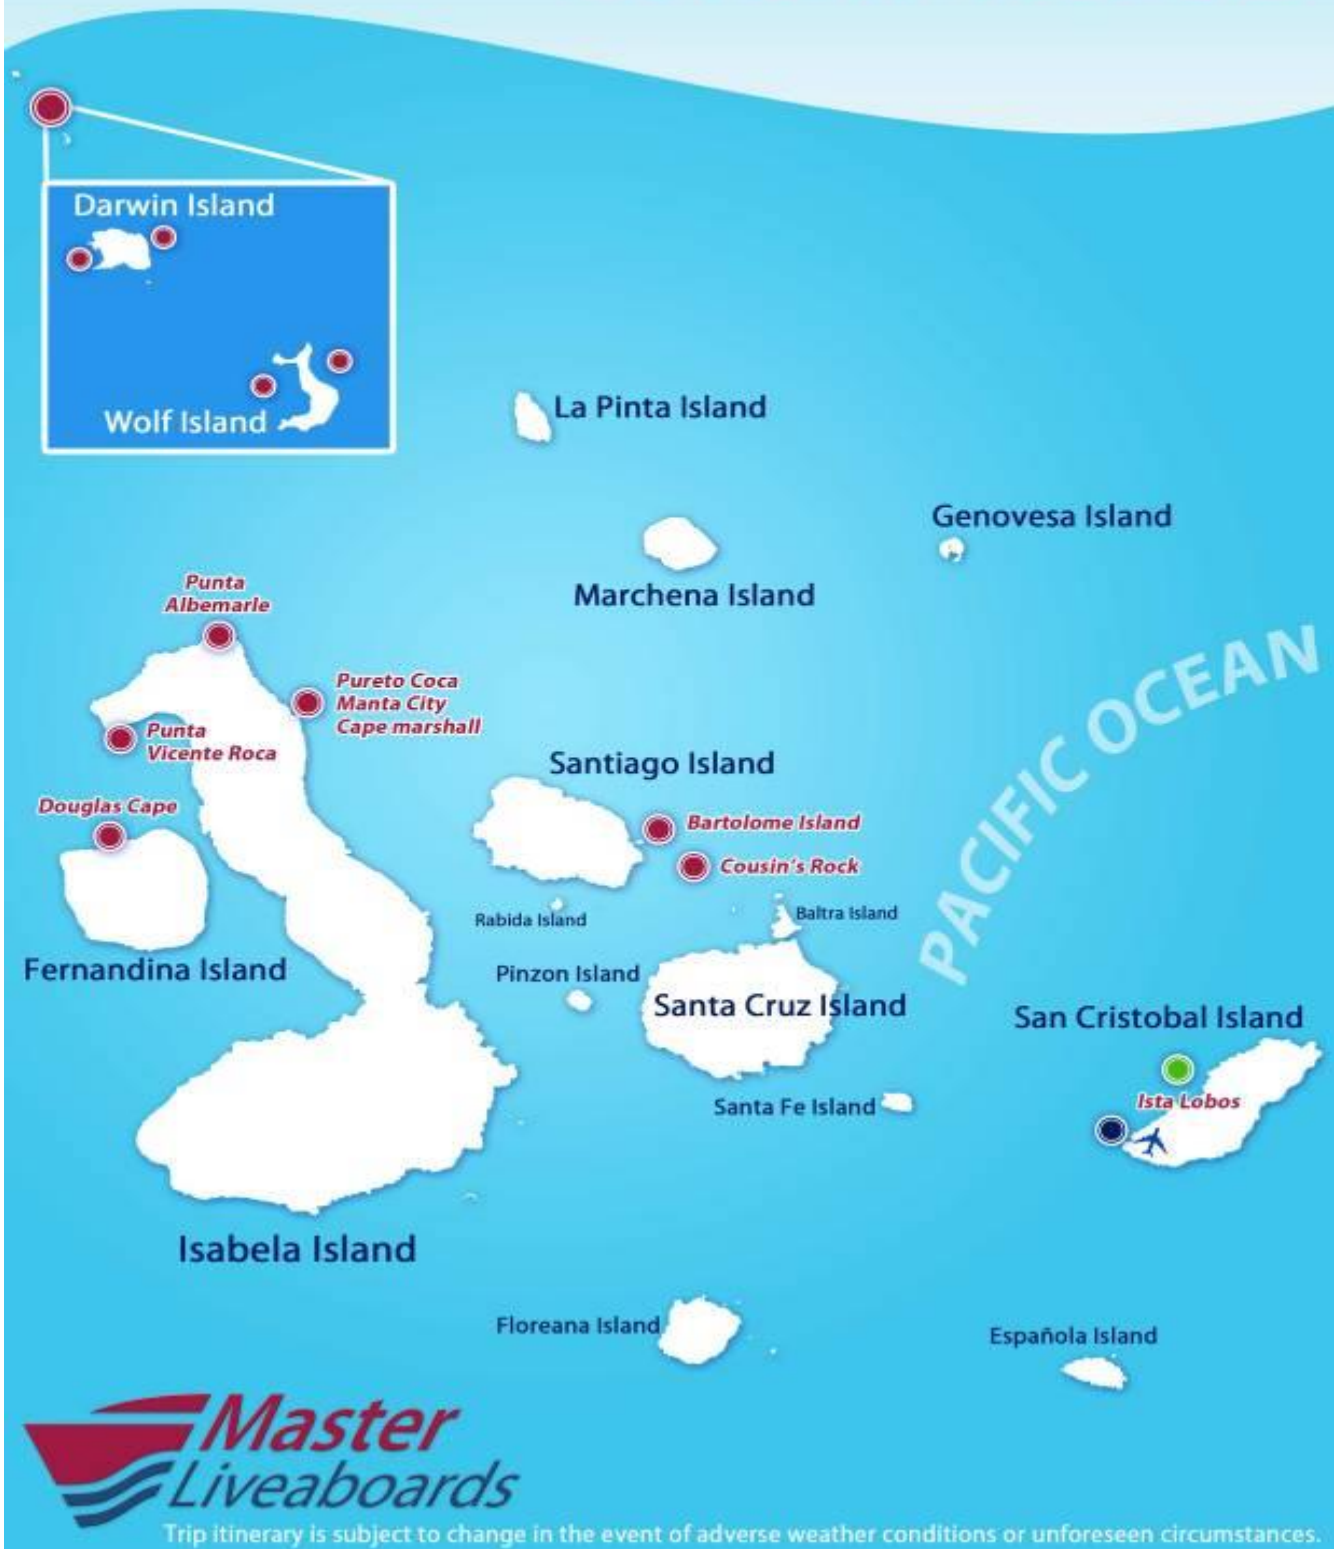 Darwin Island
Wolf Island
La Pinta Island
Genovesa Island
Marchena Island
Punta
Albemarle
Pureto Coca
Manta City
Cape marshall
Punta
Vicente Roca
PACIFIC OCEAN
Santiago Island
Douglas Cape
Bartolome Island
Cousin's Rock
Rabida Island
Baltra Island
Fernandina Island
Pinzon Island
Santa Cruz Island
San Cristobal Island
Ista Lobos
Santa Fe Island
Isabela Island
Floreana Island
Española Island
Master
Liveaboards
Trip itinerary is subject to change in the event of adverse weather conditions or unforeseen circumstances.